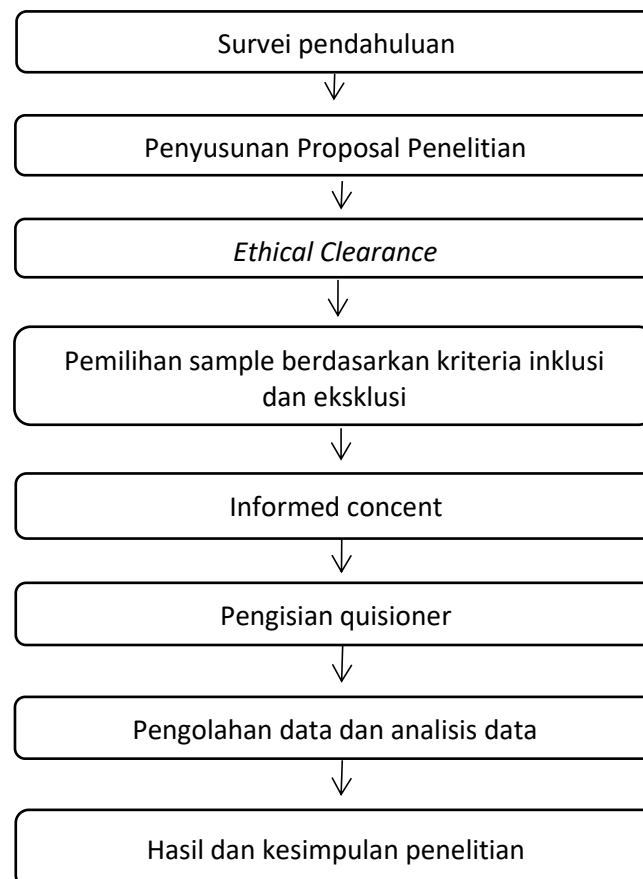 Survei pendahuluan
Penyusunan Proposal Penelitian
Ethical Clearance
Pemilihan sample berdasarkan kriteria inklusi
dan eksklusi
Informed concent
Pengisian quisioner
Pengolahan data dan analisis data
Hasil dan kesimpulan penelitian